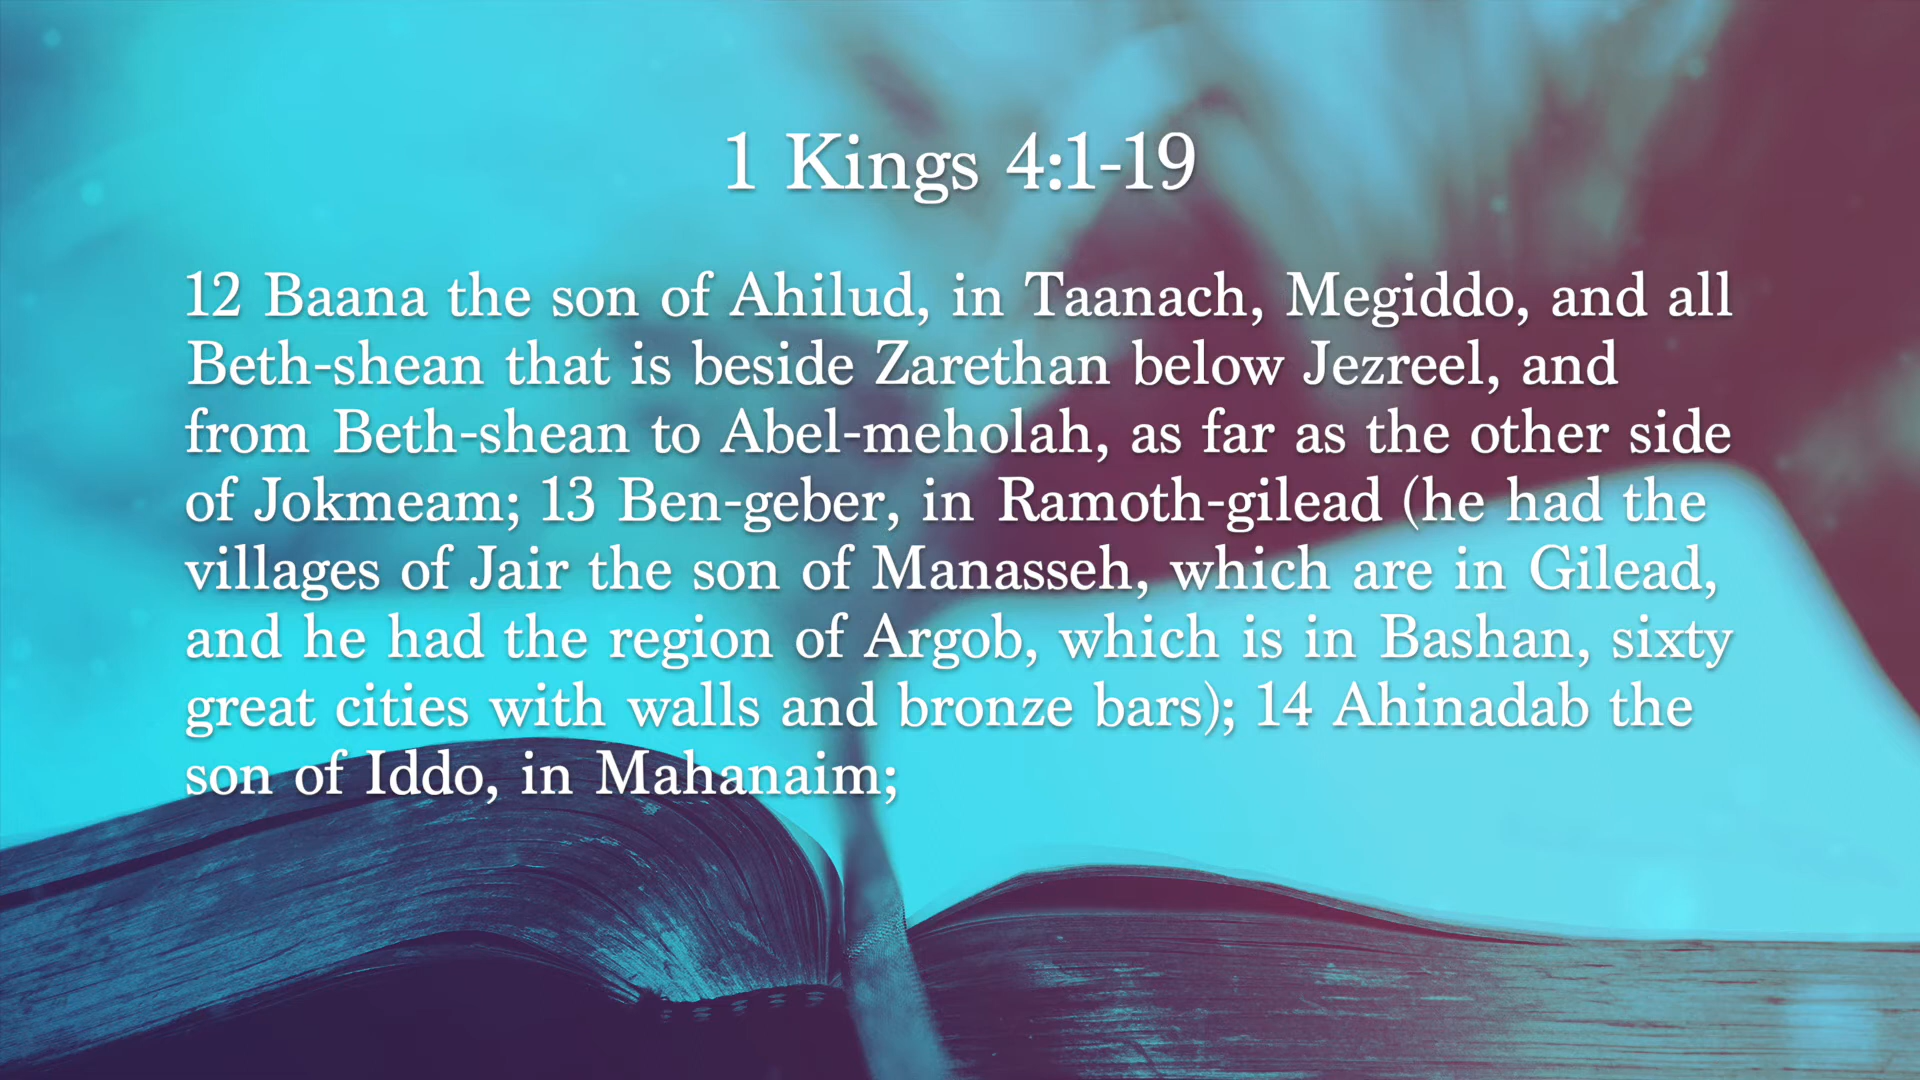 1 Kings 4:1-19
12 Baana the son of Ahilud, in Taanach, Megiddo, and all
Beth-shean that is beside Zarethan below Jezreel, and
from Beth-shean to Abel-meholah, as far as the other side
of Jokmeam; 13 Ben-geber, in Ramoth-gilead (he had the
villages of Jair the son of Manasseh, which are in Gilead,
and he had the region of Argob, which is in Bashan, sixty
great cities with walls and bronze bars); 14 Ahinadab the
son of Iddo, in Mahanaim;